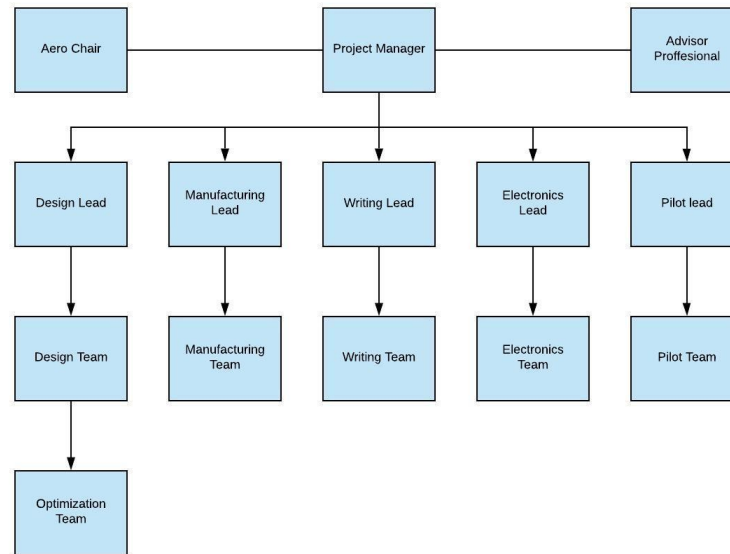 Aero Chair
Project Manager
Advisor
Proffesional
Design Lead
Manufacturing
Lead
Writing Lead
Electronics
Lead
Pilot lead
Design Team
Manufacturing
Team
Writing Team
Electronics
Team
Pilot Team
Optimization
Team